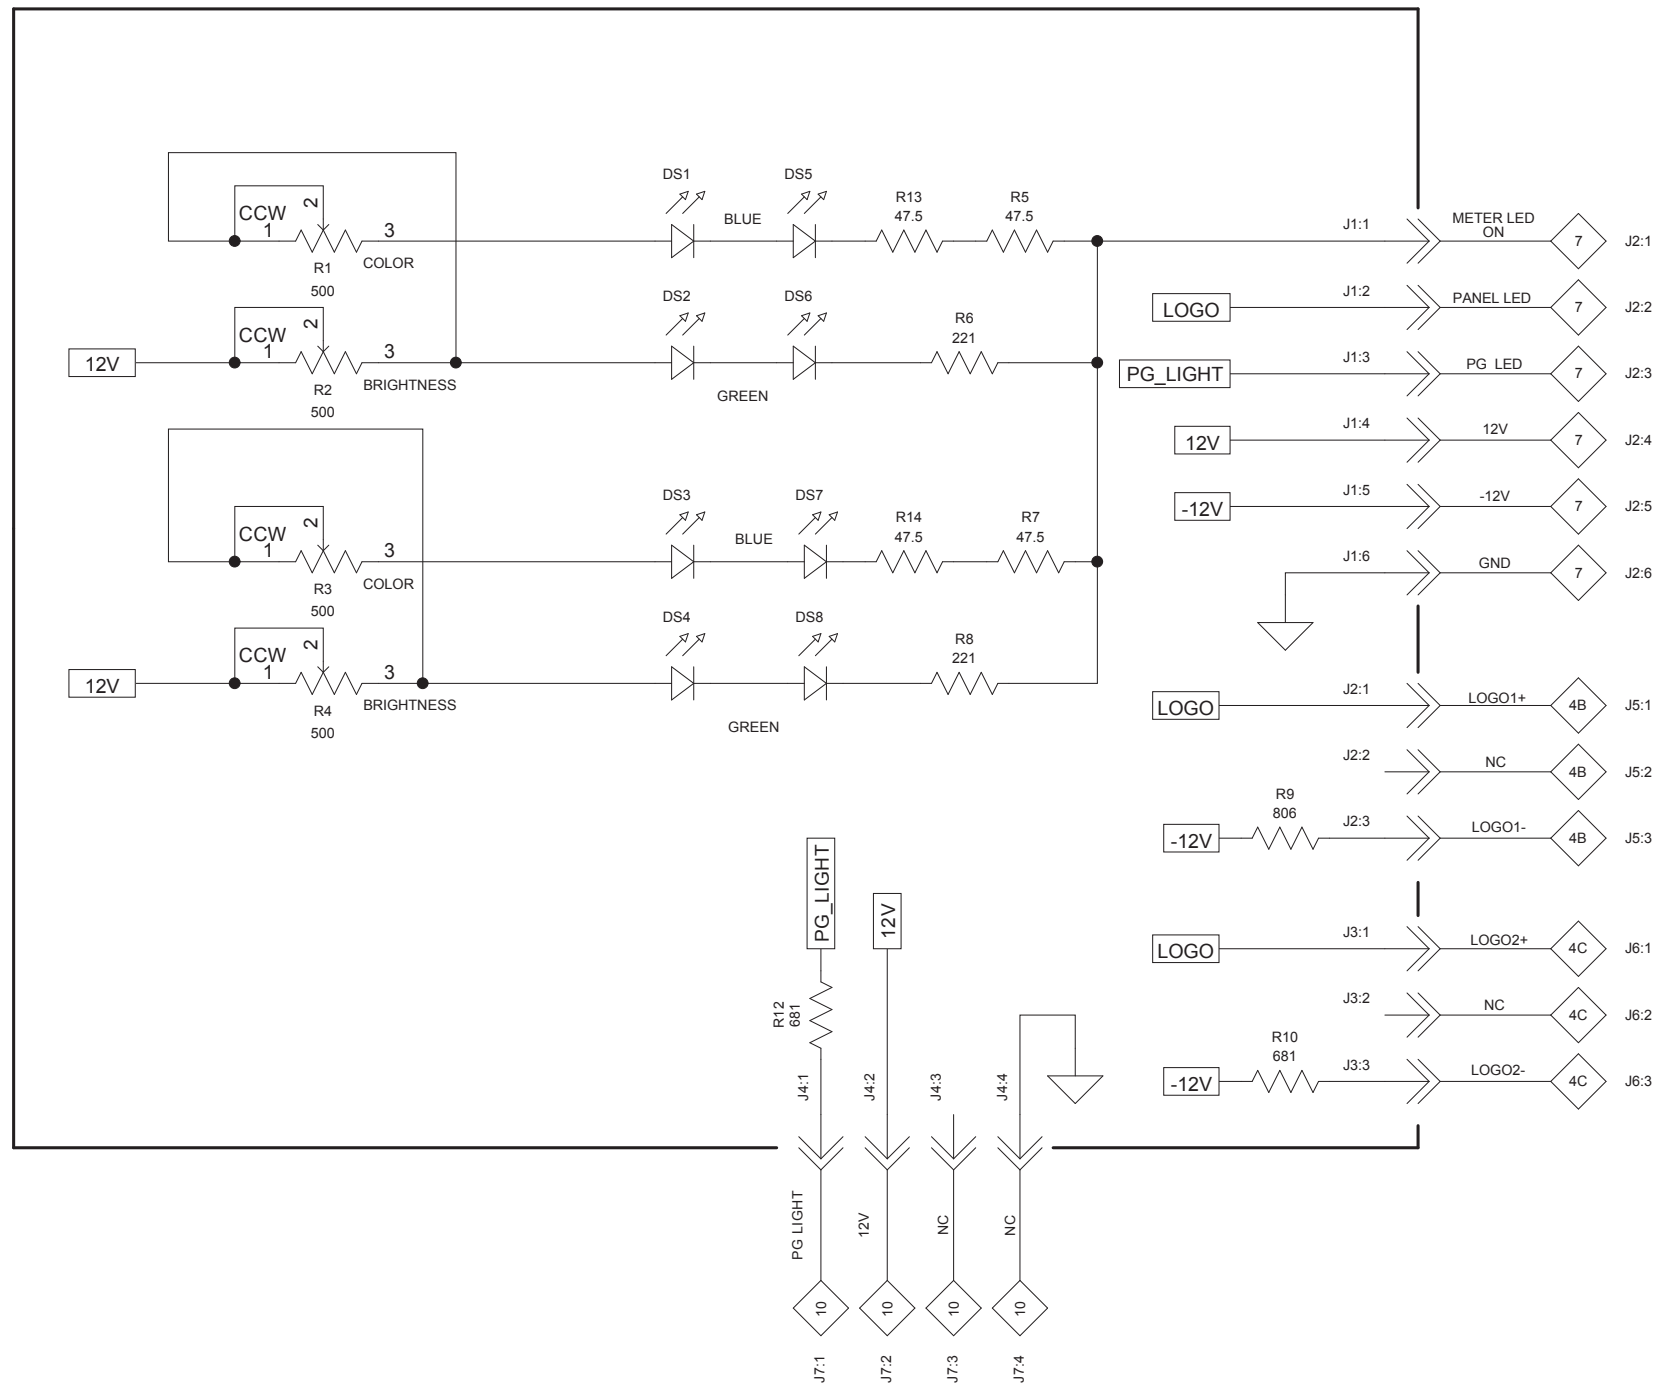 DS1
DS5
BLUE
R13
47.5
R5
47.5
CCW
1
2
3
R1
500
COLOR
J1:1
METER LED
ON
7
J2:1
DS2
DS6
R6
221
LOGO
J1:2
PANEL LED
7
J2:2
12V
CCW
1
2
3
R2
500
BRIGHTNESS
GREEN
PG_LIGHT
J1:3
PG LED
7
J2:3
12V
J1:4
12V
7
J2:4
DS3
DS7
BLUE
R14
47.5
R7
47.5
-12V
J1:5
-12V
7
J2:5
CCW
1
2
3
R3
500
COLOR
J1:6
GND
7
J2:6
DS4
DS8
R8
221
12V
CCW
1
2
3
R4
500
BRIGHTNESS
GREEN
LOGO
J2:1
LOGO1+
4B
J5:1
J2:2
NC
4B
J5:2
R9
806
-12V
J2:3
LOGO1-
4B
J5:3
LOGO
J3:1
LOGO2+
4C
J6:1
J3:2
NC
4C
J6:2
R10
681
-12V
J3:3
LOGO2-
4C
J6:3
PG_LIGHT
12V
R12
681
J4:1
J4:2
J4:3
J4:4
PG LIGHT
12V
NC
NC
10
10
10
10
J7:1
J7:2
J7:3
J7:4